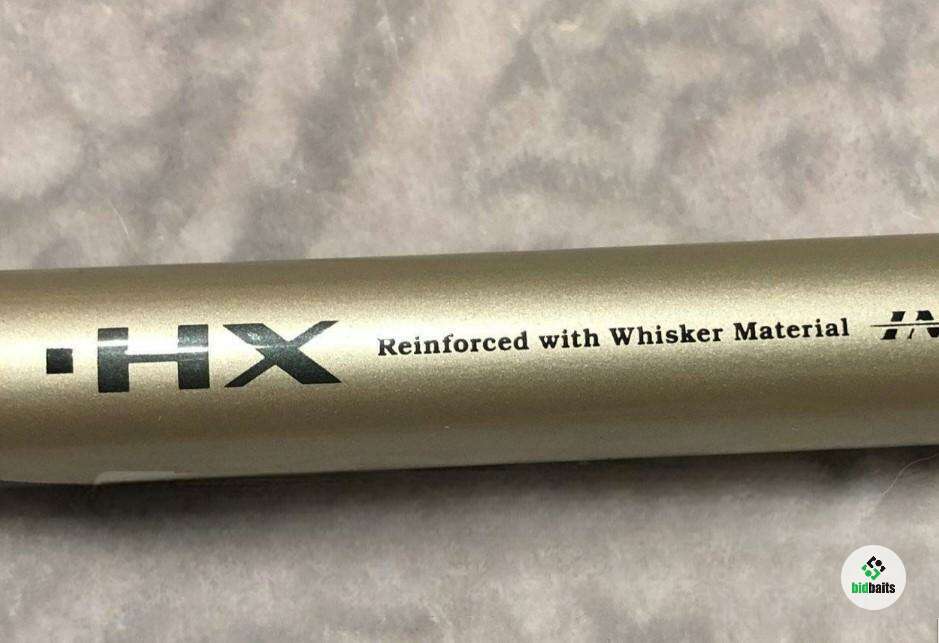 ·HX Reinforced with Whisker Material
bidbaits